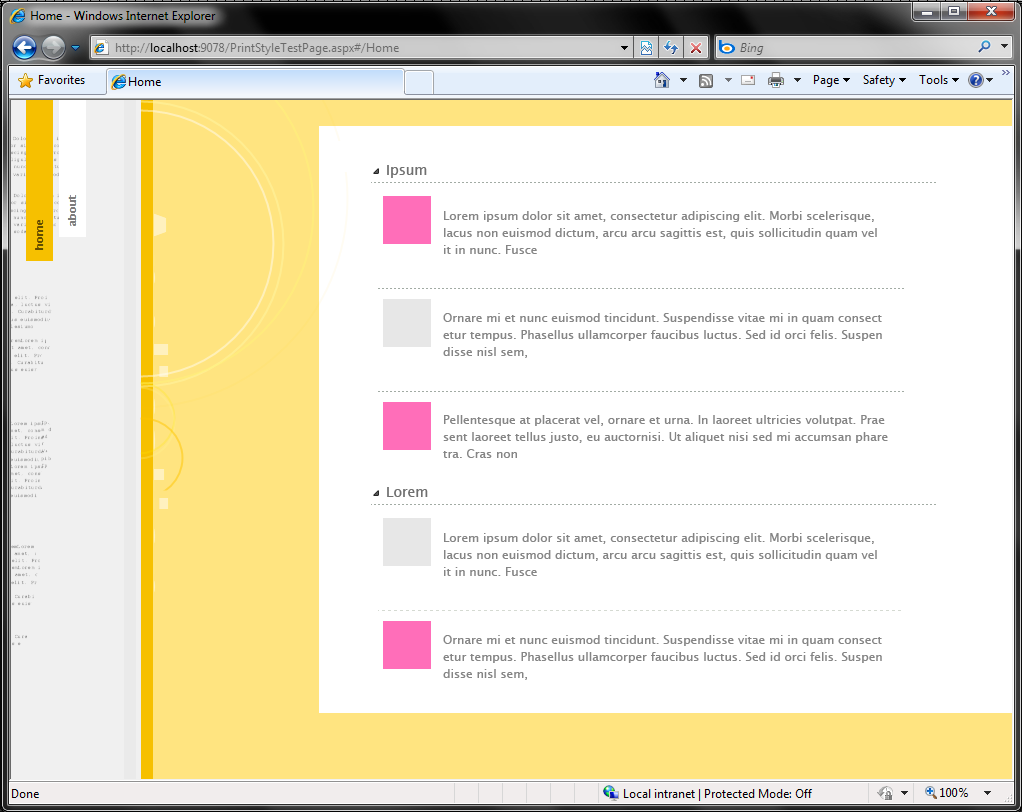 Home - Windows Internet Explorer
http://localhost:9078/PrintStyleTestPage.aspx#/Home
Bing
Favorites
Home
Page
Safety
Tools
home
about
Ipsum
Lorem ipsum dolor sit amet, consectetur adipiscing elit. Morbi scelerisque,
lacus non euismod dictum, arcu arcu sagittis est, quis sollicitudin quam vel
it in nunc. Fusce
Ornare mi et nunc euismod tincidunt. Suspendisse vitae mi in quam consect
etur tempus. Phasellus ullamcorper faucibus luctus. Sed id orci felis. Suspen
disse nisl sem,
Pellentesque at placerat vel, ornare et urna. In laoreet ultricies volutpat. Prae
sent laoreet tellus justo, eu auctornisi. Ut aliquet nisi sed mi accumsan phare
tra. Cras non
Lorem
Lorem ipsum dolor sit amet, consectetur adipiscing elit. Morbi scelerisque,
lacus non euismod dictum, arcu arcu sagittis est, quis sollicitudin quam vel
it in nunc. Fusce
Ornare mi et nunc euismod tincidunt. Suspendisse vitae mi in quam consect
etur tempus. Phasellus ullamcorper faucibus luctus. Sed id orci felis. Suspen
disse nisl sem,
Done
Local intranet | Protected Mode: Off
100%